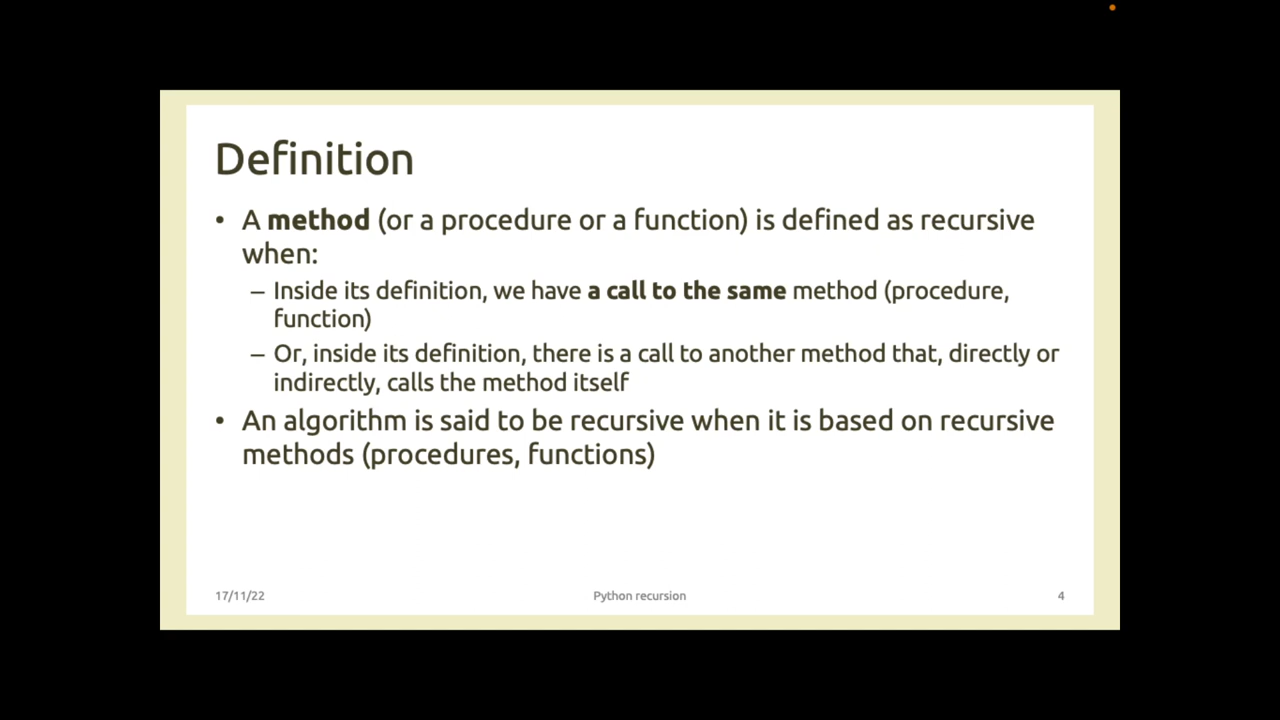 Definition
• A method (or a procedure or a function) is defined as recursive
when:
– Inside its definition, we have a call to the same method (procedure,
function)
– Or, inside its definition, there is a call to another method that, directly or
indirectly, calls the method itself
• An algorithm is said to be recursive when it is based on recursive
methods (procedures, functions)
17/11/22
Python recursion
4